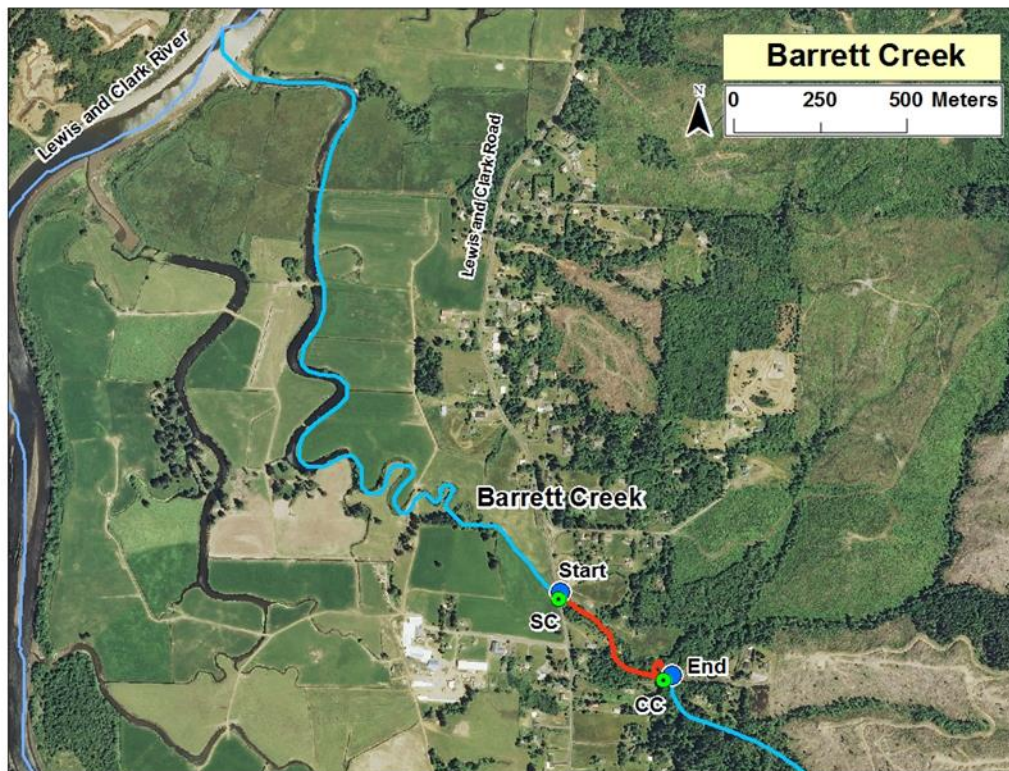 Barrett Creek
N
0 250 500 Meters
Lewis and Clark River
Lewis and Clark Road
Barrett Creek
Start
SC
End
CC